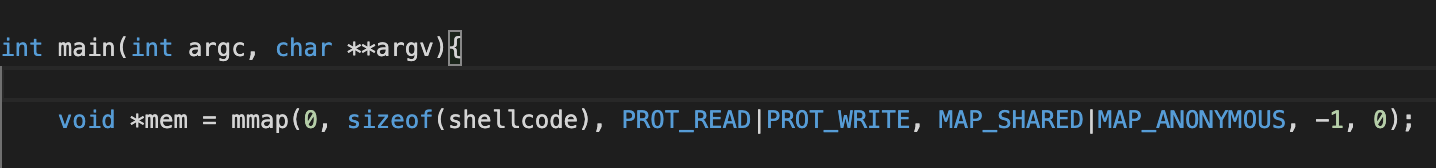 int main(int argc, char **argv){
void *mem = mmap(0, sizeof(shellcode), PROT_READ|PROT_WRITE, MAP_SHARED|MAP_ANONYMOUS, -1, 0);